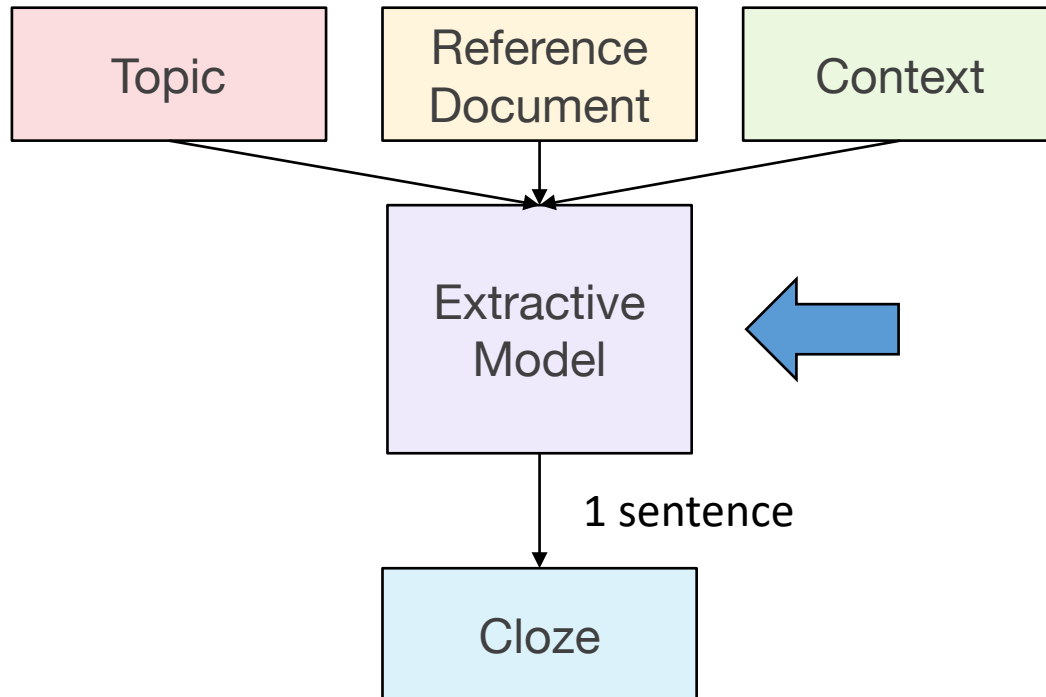 Topic
Reference
Document
Context
Extractive
Model
1 sentence
Cloze